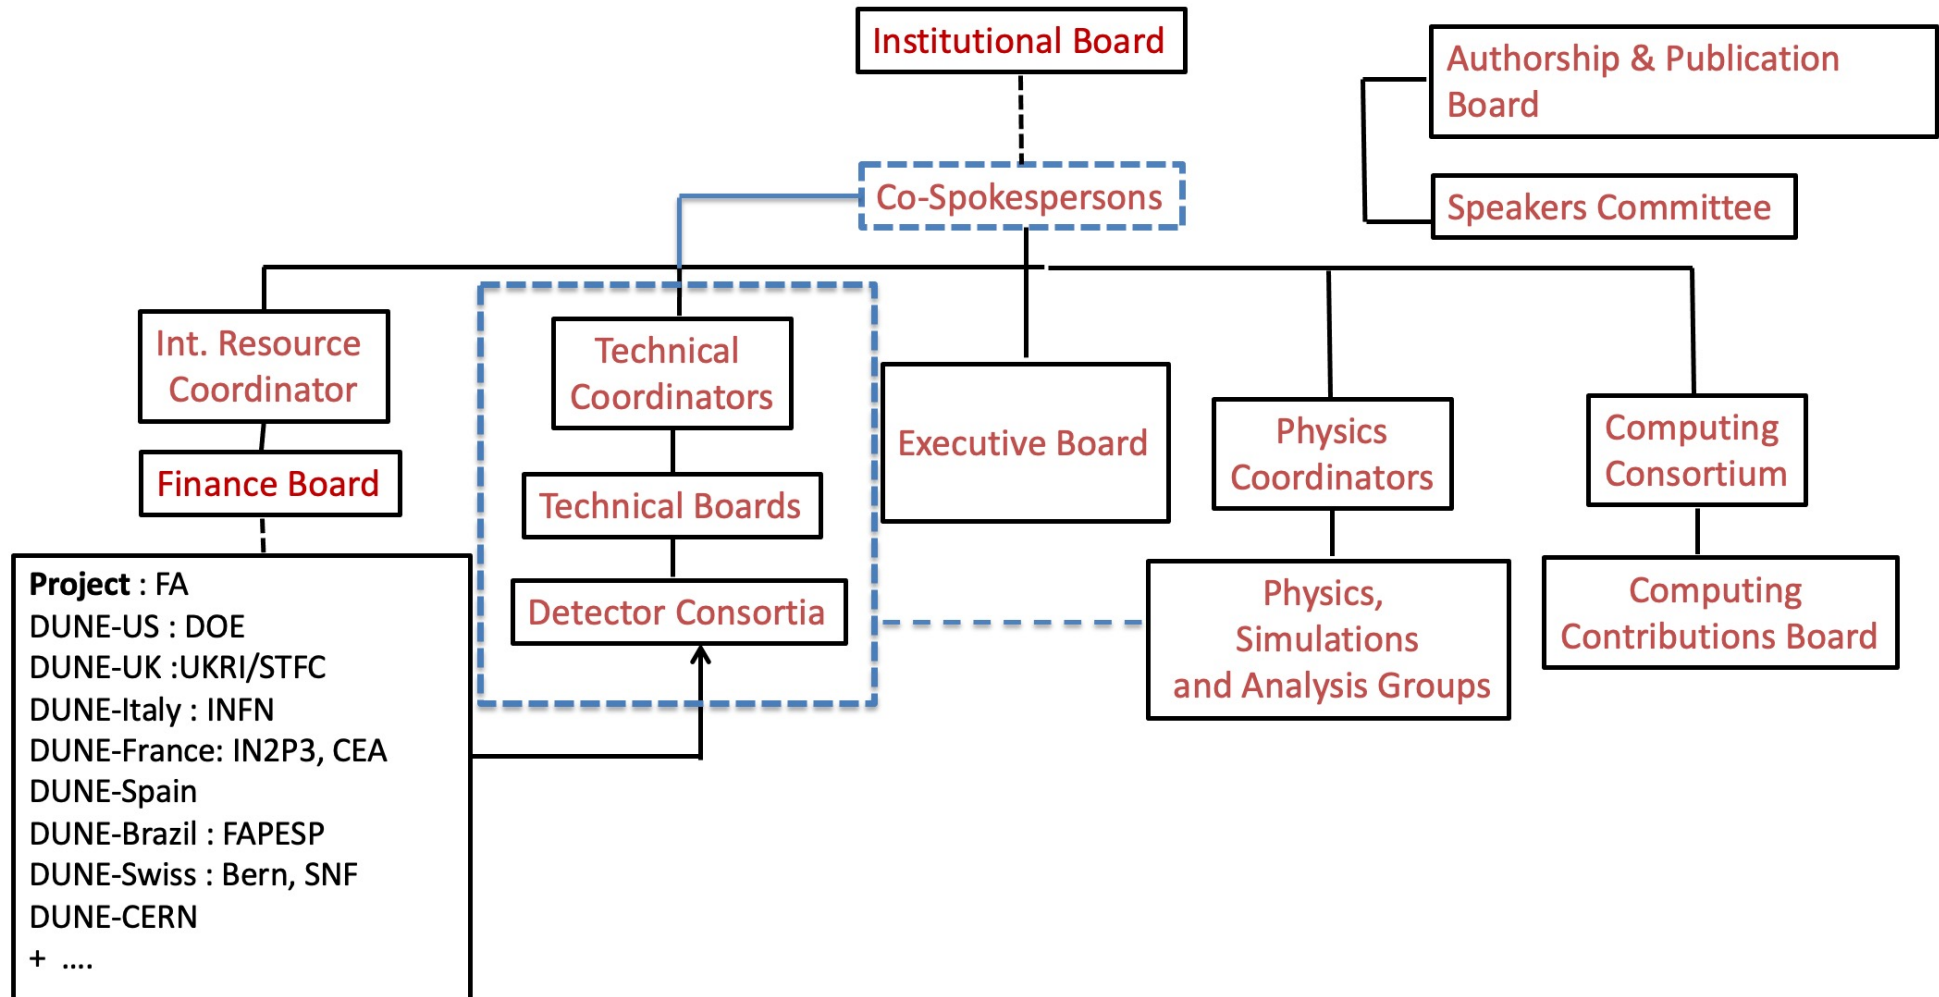 Institutional Board
Authorship & Publication
Board
Co-Spokespersons
Speakers Committee
Int. Resource
Coordinator
Finance Board
Project : FA
DUNE-US : DOE
DUNE-UK :UKRI/STFC
DUNE-Italy : INFN
DUNE-France: IN2P3, CEA
DUNE-Spain
DUNE-Brazil : FAPESP
DUNE-Swiss : Bern, SNF
DUNE-CERN
+ ....
Technical
Coordinators
Technical Boards
Detector Consortia
Executive Board
Physics
Coordinators
Physics,
Simulations
and Analysis Groups
Computing
Consortium
Computing
Contributions Board